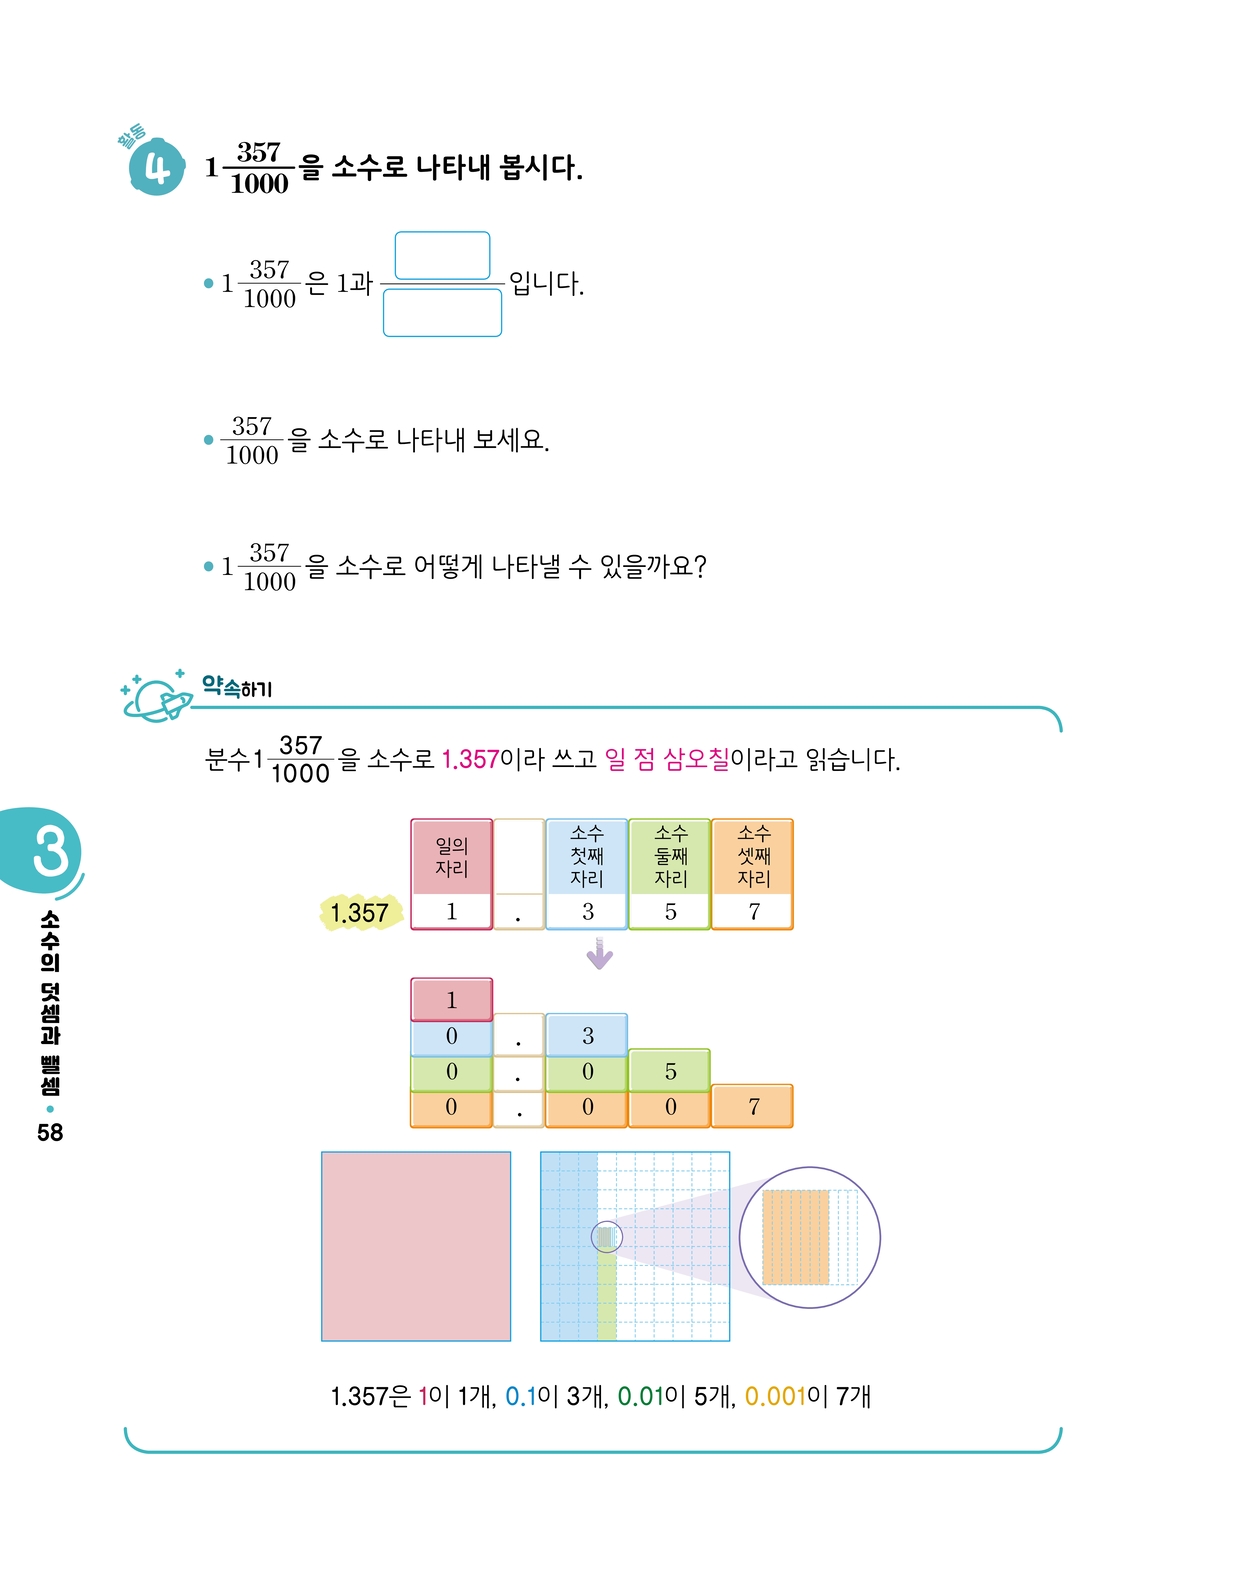 활동
4
1 357/1000 을 소수로 나타내 봅시다.
• 1 357/1000 은 1과 입니다.
• 357/1000 을 소수로 나타내 보세요.
• 1 357/1000 을 소수로 어떻게 나타낼 수 있을까요?
약속하기
분수 1 357/1000 을 소수로 1.357이라 쓰고 일 점 삼오칠이라고 읽습니다.
일의 자리 소수 첫째 자리 소수 둘째 자리 소수 셋째 자리
1.357 1 . 3 5 7
1
0 . 3
0 . 0 5
0 . 0 0 7
1.357은 1이 1개, 0.1이 3개, 0.01이 5개, 0.001이 7개
3
소수의 덧셈과 뺄셈
•
58